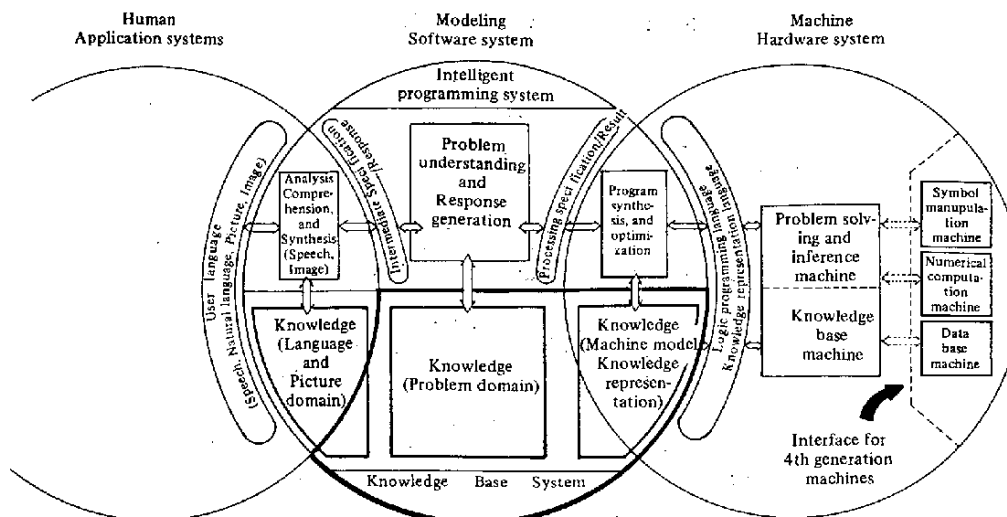 Human
Application systems
Modeling
Software system
Machine
Hardware system
Intelligent
programming system
User language
(Speech, Natural language, Picture, Image)
Analysis
Comprehension,
and
Synthesis
(Speech,
Image)
Intermediate Specification
/Response
Problem
understanding
and
Response
generation
Processing specification/Result
Program
synthe-
sis, and
optimi-
zation
Logic programming language
Knowledge representation language
Problem solv-
ing and
inference
machine
Knowledge
base
machine
Symbol
manupula-
tion
machine
Numerical
computa-
tion
machine
Data
base
machine
Knowledge
(Language
and
Picture
domain)
Knowledge
(Problem domain)
Knowledge
(Machine model
Knowledge
represen-
tation)
Interface for
4th generation
machines
Knowledge Base System